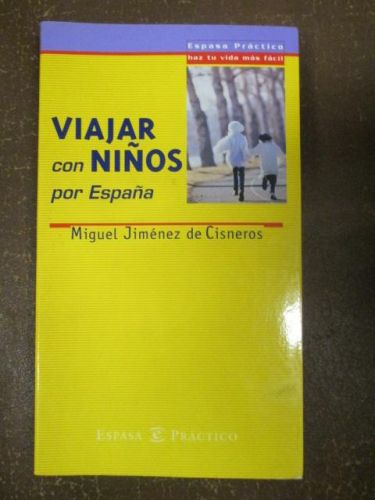 Espasa Práctico
haz tu vida más fácil
VIAJAR
con NIÑOS
por España
Miguel Jiménez de Cisneros
ESPASA PRÁCTICO